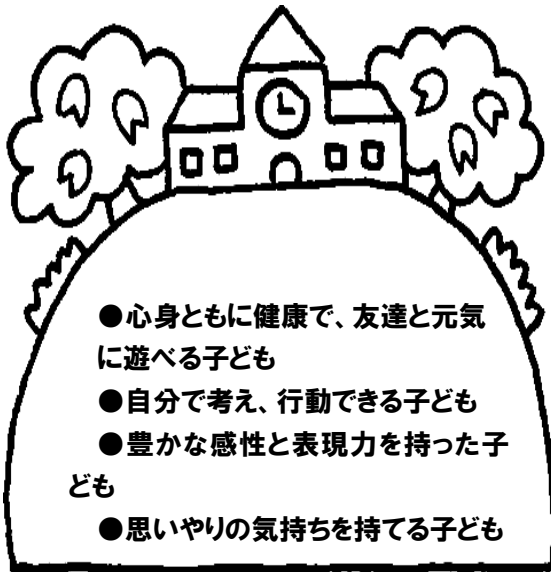 ●心身ともに健康で、友達と元気
に遊べる子ども
●自分で考え、行動できる子ども
●豊かな感性と表現力を持った子
ども
●思いやりの気持ちを持てる子ども